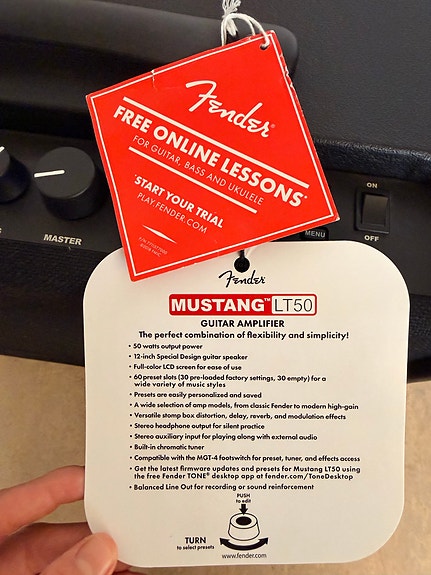 Fender®
FREE ONLINE LESSONS*
FOR GUITAR, BASS AND UKULELE
*START YOUR TRIAL
PLAY.FENDER.COM
ON
OFF
MENU
MASTER
Fender
MUSTANG™ LT50
GUITAR AMPLIFIER
The perfect combination of flexibility and simplicity!
• 50 watts output power
• 12-inch Special Design guitar speaker
• Full-color LCD screen for ease of use
• 60 preset slots (30 pre-loaded factory settings, 30 empty) for a
wide variety of music styles
• Presets are easily personalized and saved
• A wide selection of amp models, from classic Fender to modern high-gain
• Versatile stomp box distortion, delay, reverb, and modulation effects
• Stereo headphone output for silent practice
• Stereo auxiliary input for playing along with external audio
• Built-in chromatic tuner
• Compatible with the MGT-4 footswitch for preset, tuner, and effects access
• Get the latest firmware updates and presets for Mustang LT50 using
the free Fender TONE® desktop app at fender.com/ToneDesktop
• Balanced Line Out for recording or sound reinforcement
PUSH
to edit
TURN
to select presets
www.fender.com